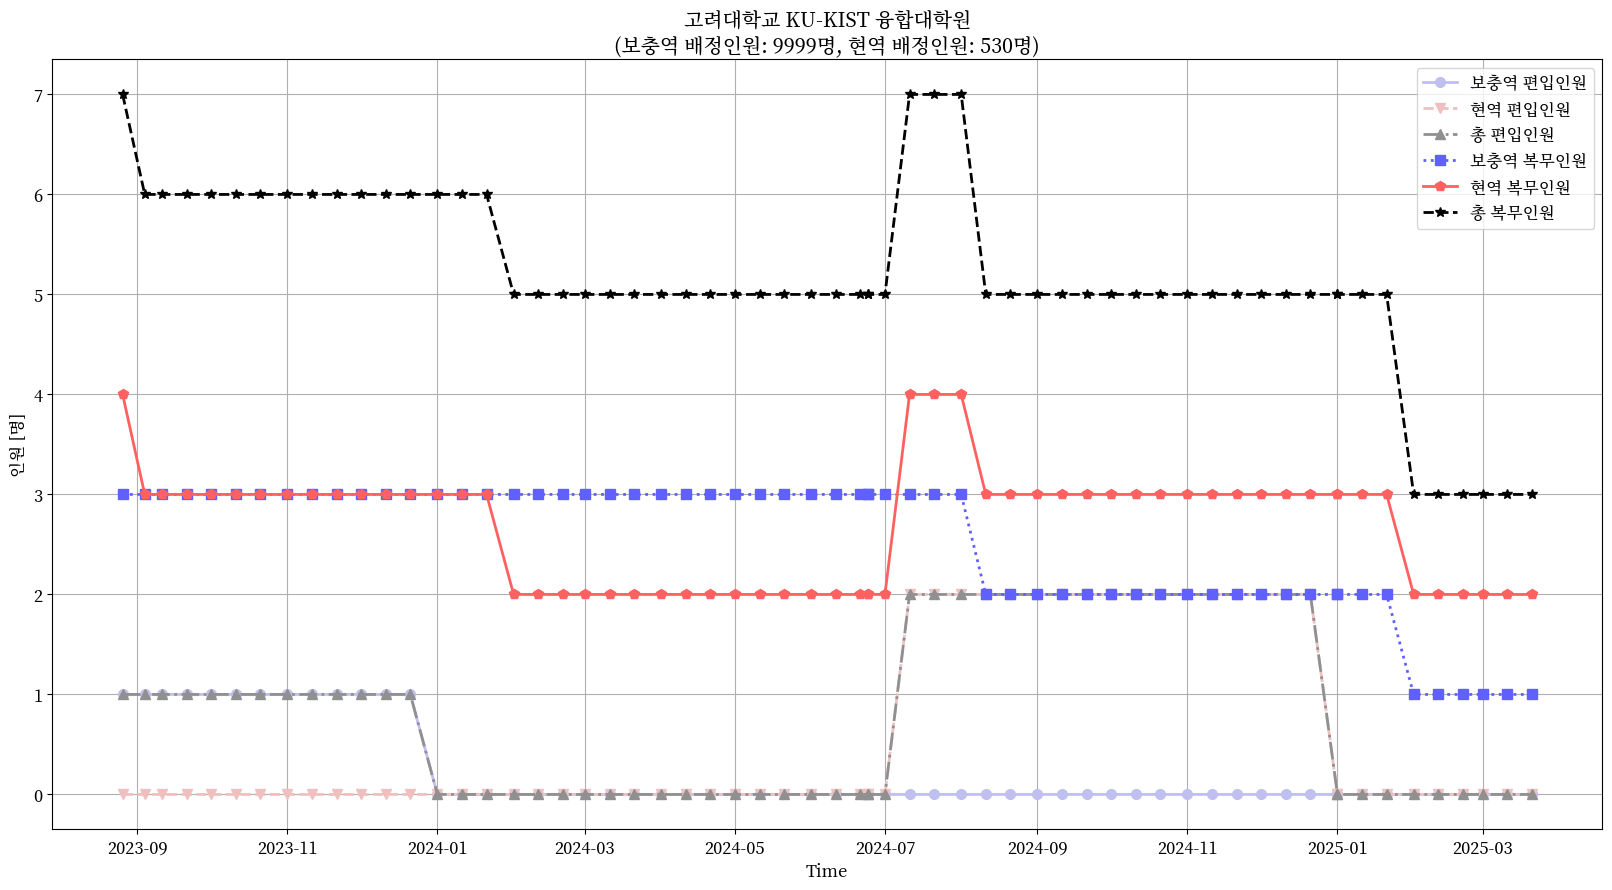 고려대학교 KU-KIST 융합대학원
(보충역 배정인원: 9999명, 현역 배정인원: 530명)
보충역 편입인원
현역 편입인원
총 편입인원
보충역 복무인원
현역 복무인원
총 복무인원
인원 [명]
7
6
5
4
3
2
1
0
2023-09
2023-11
2024-01
2024-03
2024-05
2024-07
2024-09
2024-11
2025-01
2025-03
Time